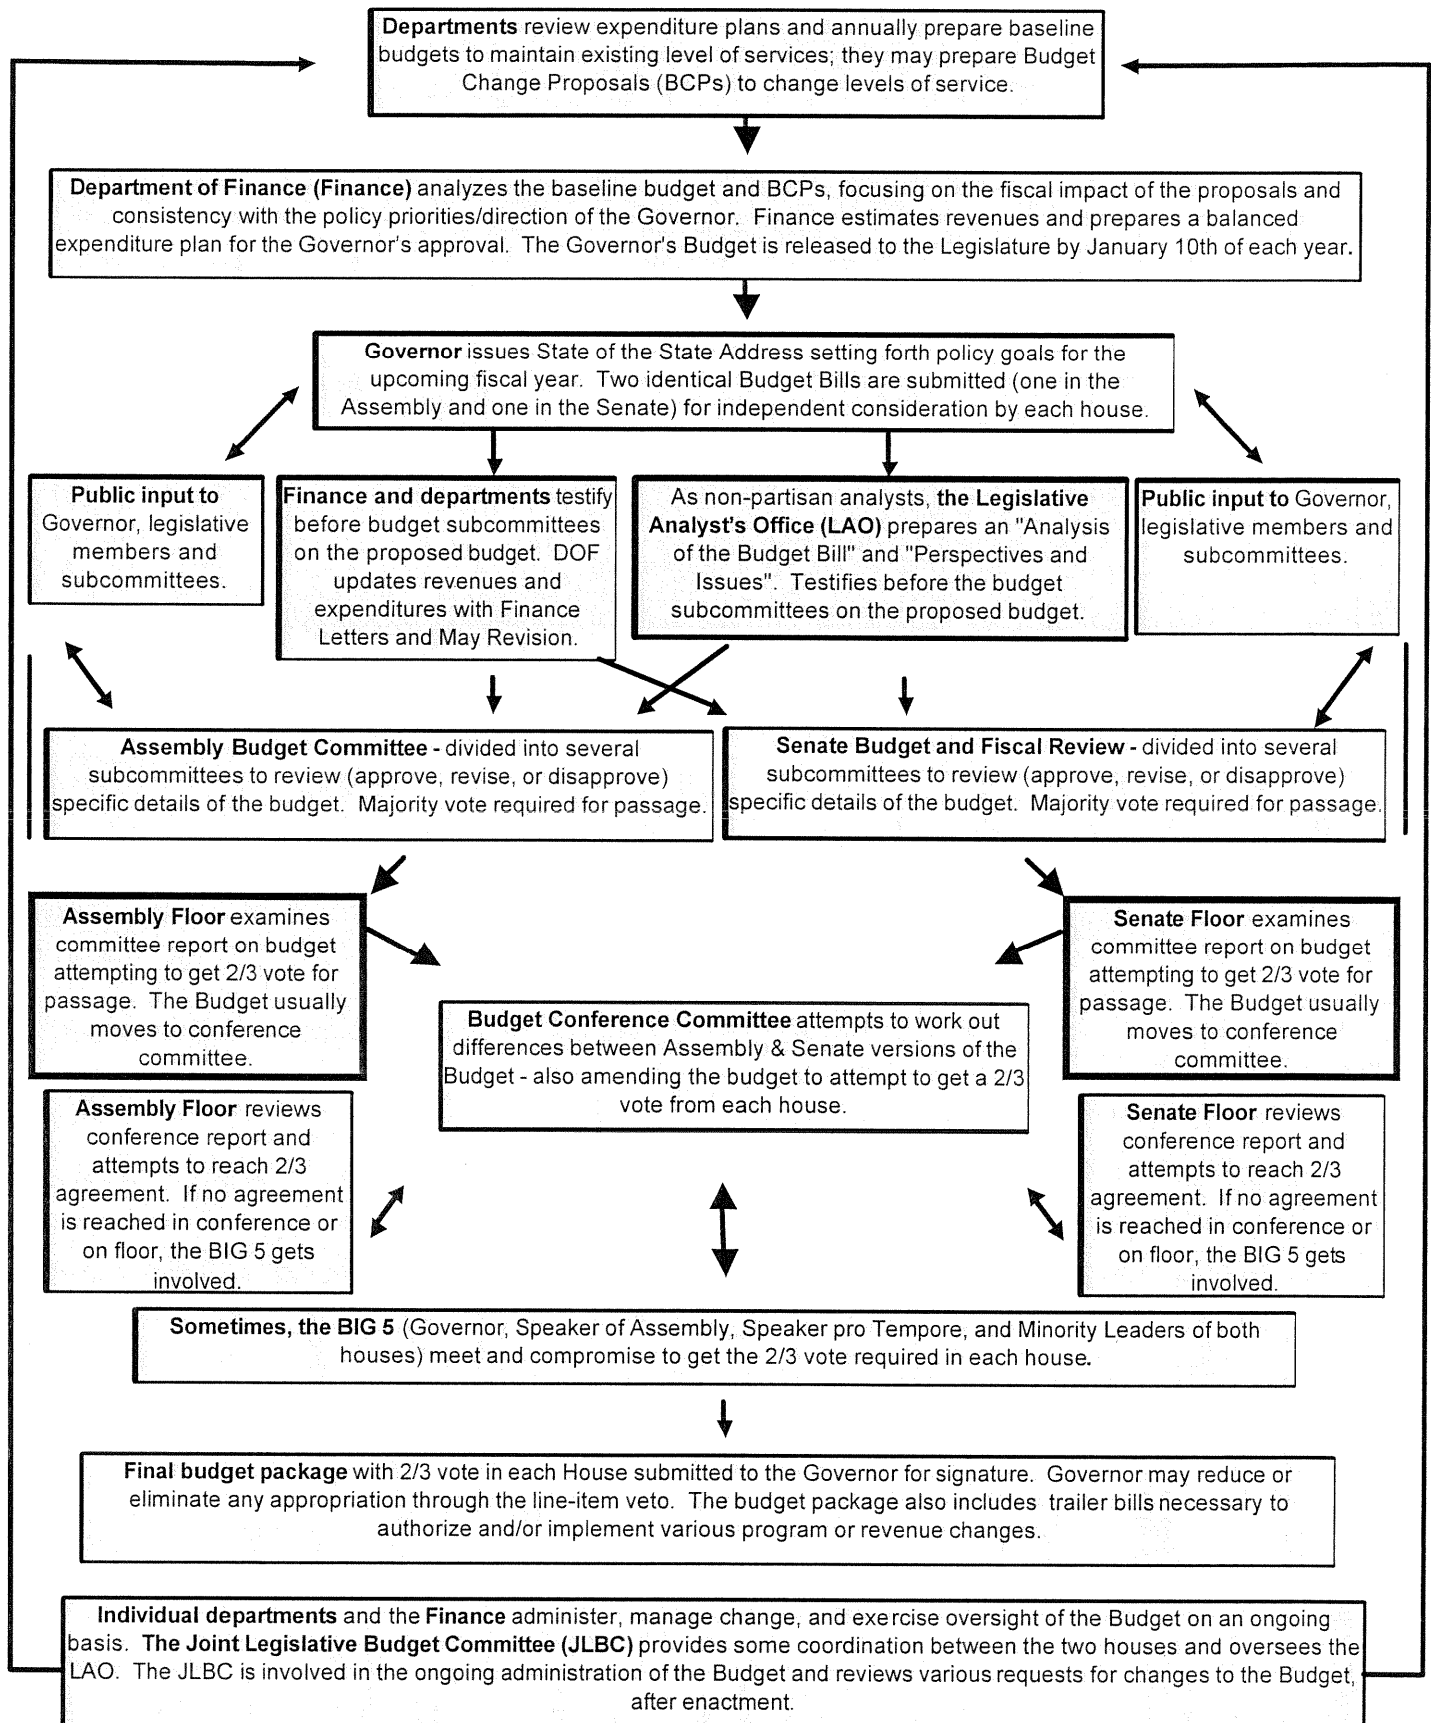 Departments review expenditure plans and annually prepare baseline
budgets to maintain existing level of services; they may prepare Budget
Change Proposals (BCPs) to change levels of service.
Department of Finance (Finance) analyzes the baseline budget and BCPs, focusing on the fiscal impact of the proposals and
consistency with the policy priorities/direction of the Governor. Finance estimates revenues and prepares a balanced
expenditure plan for the Governor's approval. The Governor's Budget is released to the Legislature by January 10th of each year.
Governor issues State of the State Address setting forth policy goals for the
upcoming fiscal year. Two identical Budget Bills are submitted (one in the
Assembly and one in the Senate) for independent consideration by each house.
Public input to
Governor, legislative
members and
subcommittees.
Finance and departments testify
before budget subcommittees
on the proposed budget. DOF
updates revenues and
expenditures with Finance
Letters and May Revision.
As non-partisan analysts, the Legislative
Analyst's Office (LAO) prepares an "Analysis
of the Budget Bill" and "Perspectives and
Issues". Testifies before the budget
subcommittees on the proposed budget.
Public input to Governor,
legislative members and
subcommittees.
Assembly Budget Committee - divided into several
subcommittees to review (approve, revise, or disapprove)
specific details of the budget. Majority vote required for passage.
Senate Budget and Fiscal Review - divided into several
subcommittees to review (approve, revise, or disapprove)
specific details of the budget. Majority vote required for passage.
Assembly Floor examines
committee report on budget
attempting to get 2/3 vote for
passage. The Budget usually
moves to conference
committee.
Senate Floor examines
committee report on budget
attempting to get 2/3 vote for
passage. The Budget usually
moves to conference
committee.
Budget Conference Committee attempts to work out
differences between Assembly & Senate versions of the
Budget - also amending the budget to attempt to get a 2/3
vote from each house.
Assembly Floor reviews
conference report and
attempts to reach 2/3
agreement. If no agreement
is reached in conference or
on floor, the BIG 5 gets
involved.
Senate Floor reviews
conference report and
attempts to reach 2/3
agreement. If no agreement
is reached in conference or
on floor, the BIG 5 gets
involved.
Sometimes, the BIG 5 (Governor, Speaker of Assembly, Speaker pro Tempore, and Minority Leaders of both
houses) meet and compromise to get the 2/3 vote required in each house.
Final budget package with 2/3 vote in each House submitted to the Governor for signature. Governor may reduce or
eliminate any appropriation through the line-item veto. The budget package also includes trailer bills necessary to
authorize and/or implement various program or revenue changes.
Individual departments and the Finance administer, manage change, and exercise oversight of the Budget on an ongoing
basis. The Joint Legislative Budget Committee (JLBC) provides some coordination between the two houses and oversees the
LAO. The JLBC is involved in the ongoing administration of the Budget and reviews various requests for changes to the Budget,
after enactment.